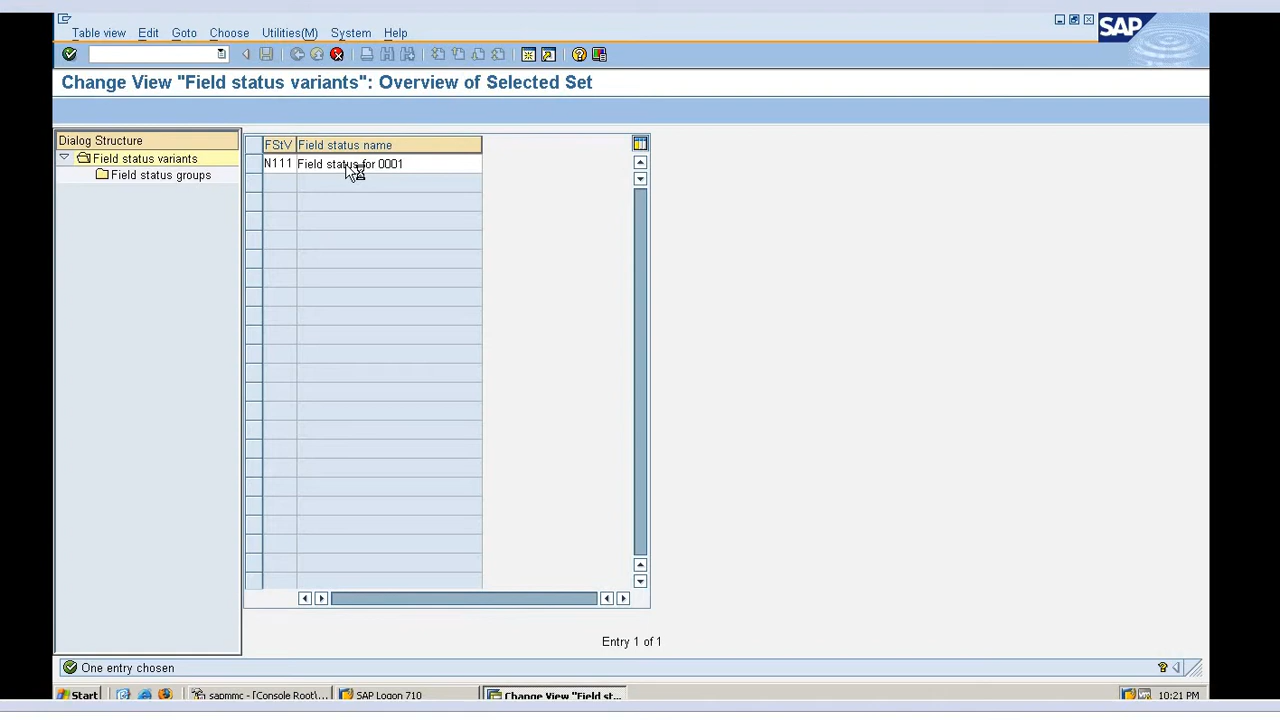 Table view Edit Goto Choose Utilities(M) System Help
SAP
Change View "Field status variants": Overview of Selected Set
Dialog Structure
Field status variants
Field status groups
FStV Field status name
N111 Field status for 0001
Entry 1 of 1
One entry chosen
Start sapmmc - [Console Root\... SAP Logon 710 Change View "Field st... 10:21 PM